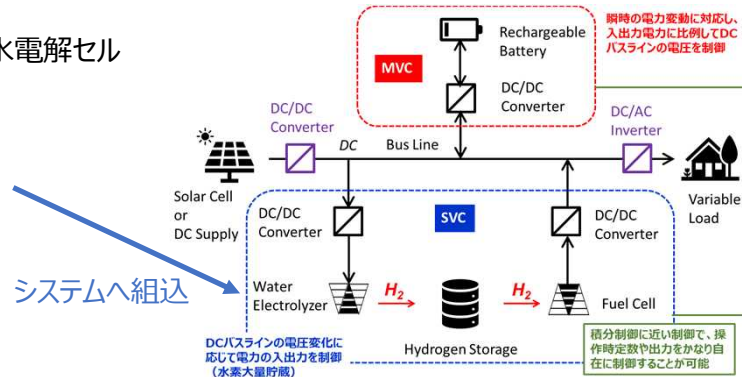 水電解セル
システムへ組込
瞬時の電力変動に対応し、
入出力電力に比例してDC
バスラインの電圧を制御
Rechargeable
Battery
MVC
DC/DC
Converter
DC/DC
Converter
DC
Bus Line
DC/AC
Inverter
Solar Cell
or
DC Supply
Variable
Load
DC/DC
Converter
SVC
DC/DC
Converter
Water
Electrolyzer
H2
H2
Fuel Cell
Hydrogen Storage
DCバスラインの電圧変化に
応じて電力の入出力を制御
（水素大量貯蔵）
積分制御に近い制御で、操
作時定数や出力をかなり自
在に制御することが可能